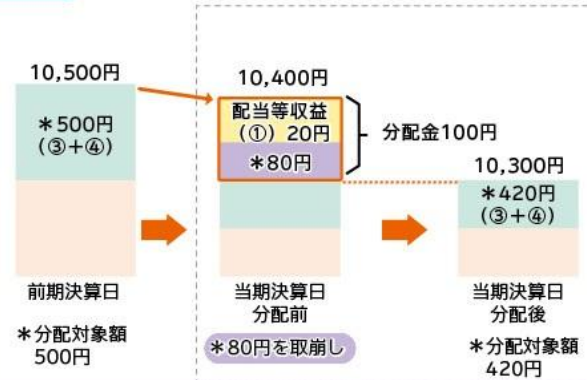 10,500円
＊500円
(③＋④)
前期決算日
＊分配対象額
500円
10,400円
配当等収益
(①) 20円
＊80円
分配金100円
当期決算日
分配前
＊80円を取崩し
10,300円
＊420円
(③＋④)
当期決算日
分配後
＊分配対象額
420円